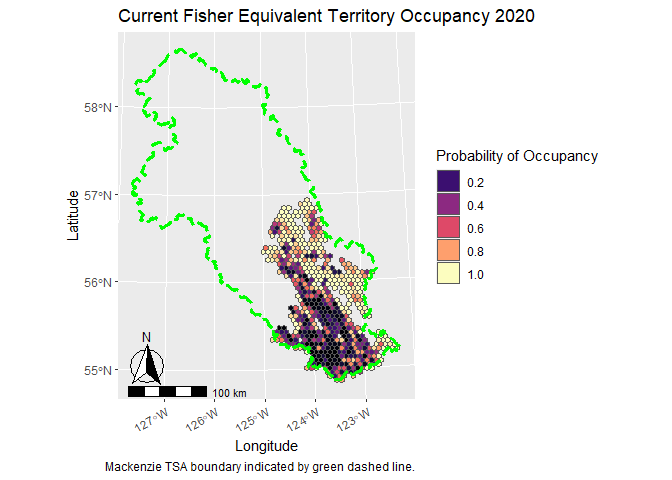 Current Fisher Equivalent Territory Occupancy 2020
58°N
57°N
56°N
55°N
Latitude
N
100 km
127°W
126°W
125°W
124°W
123°W
Longitude
Mackenzie TSA boundary indicated by green dashed line.
Probability of Occupancy
0.2
0.4
0.6
0.8
1.0